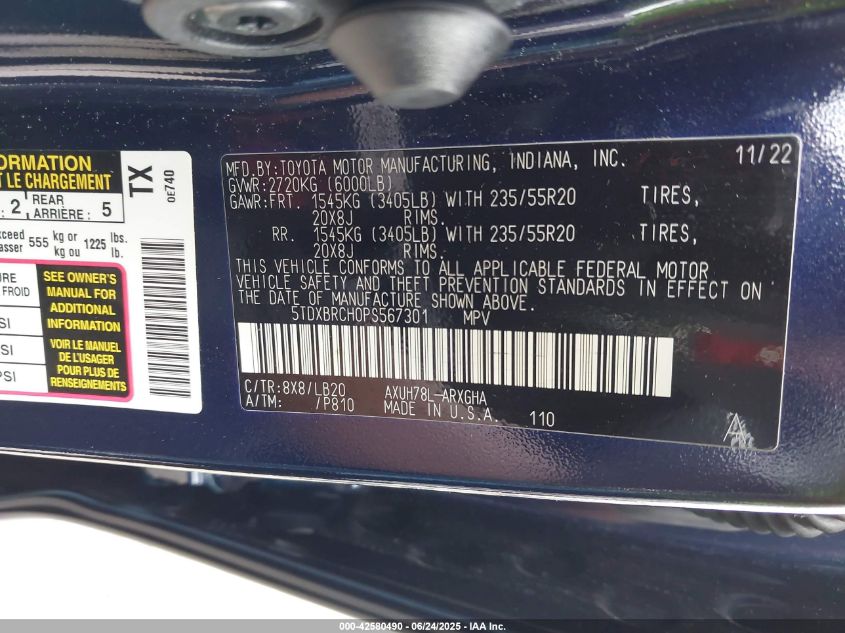 ORMATION
T LE CHARGEMENT
2 REAR ARRIÈRE: 5
xceed
passer 555 kg or kg ou 1225 lbs. lb.
URE
FROID
SI
SI
PSI
SEE OWNER'S
MANUAL FOR
ADDITIONAL
INFORMATION
VOIR LE MANUEL
DE L'USAGER
POUR PLUS DE
RENSEIGNEMENTS
TX
0E740
MFD.BY:TOYOTA MOTOR MANUFACTURING, INDIANA, INC. 11/22
GVWR:2720KG (6000LB)
GAWR:FRT. 1545KG (3405LB) WITH 235/55R20 TIRES,
20X8J RIMS.
RR. 1545KG (3405LB) WITH 235/55R20 TIRES,
20X8J RIMS.
THIS VEHICLE CONFORMS TO ALL APPLICABLE FEDERAL MOTOR
VEHICLE SAFETY AND THEFT PREVENTION STANDARDS IN EFFECT ON
THE DATE OF MANUFACTURE SHOWN ABOVE.
5TDXBRCH0PS567301 MPV
C/TR:8X8/LB20 AXUH78L-ARXGHA
A/TM: /P810 MADE IN U.S.A. 110
000-42580490 - 06/24/2025 - IAA Inc.